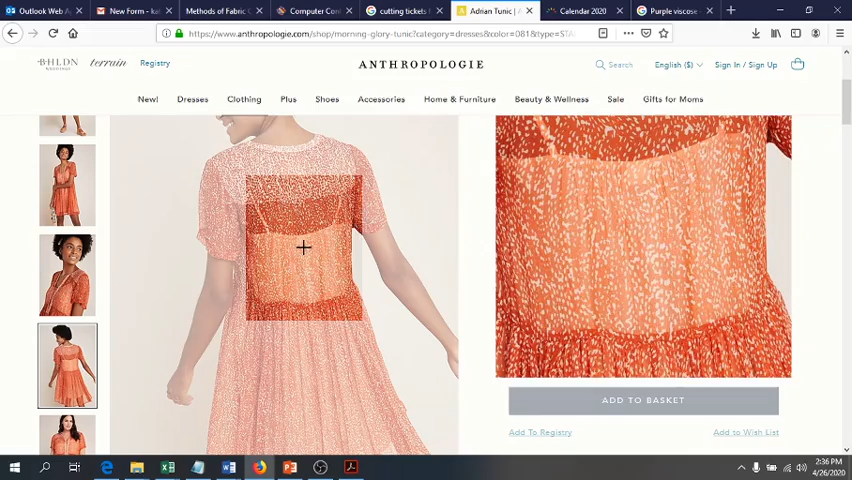 Outlook Web A
New Form - kai
Methods of Fabric C
Computer Con
cutting tickets f
Adrian Tunic | A
Calendar 2020
Purple viscose
https://www.anthropologie.com/shop/morning-glory-tunic?category=dresses&color=081&type=STA
BHLDN
WEDDINGS
terrain
Registry
ANTHROPOLOGIE
Search
English ($)
Sign In / Sign Up
New!
Dresses
Clothing
Plus
Shoes
Accessories
Home & Furniture
Beauty & Wellness
Sale
Gifts for Moms
ADD TO BASKET
Add To Registry
Add to Wish List
2:36 PM
4/26/2020